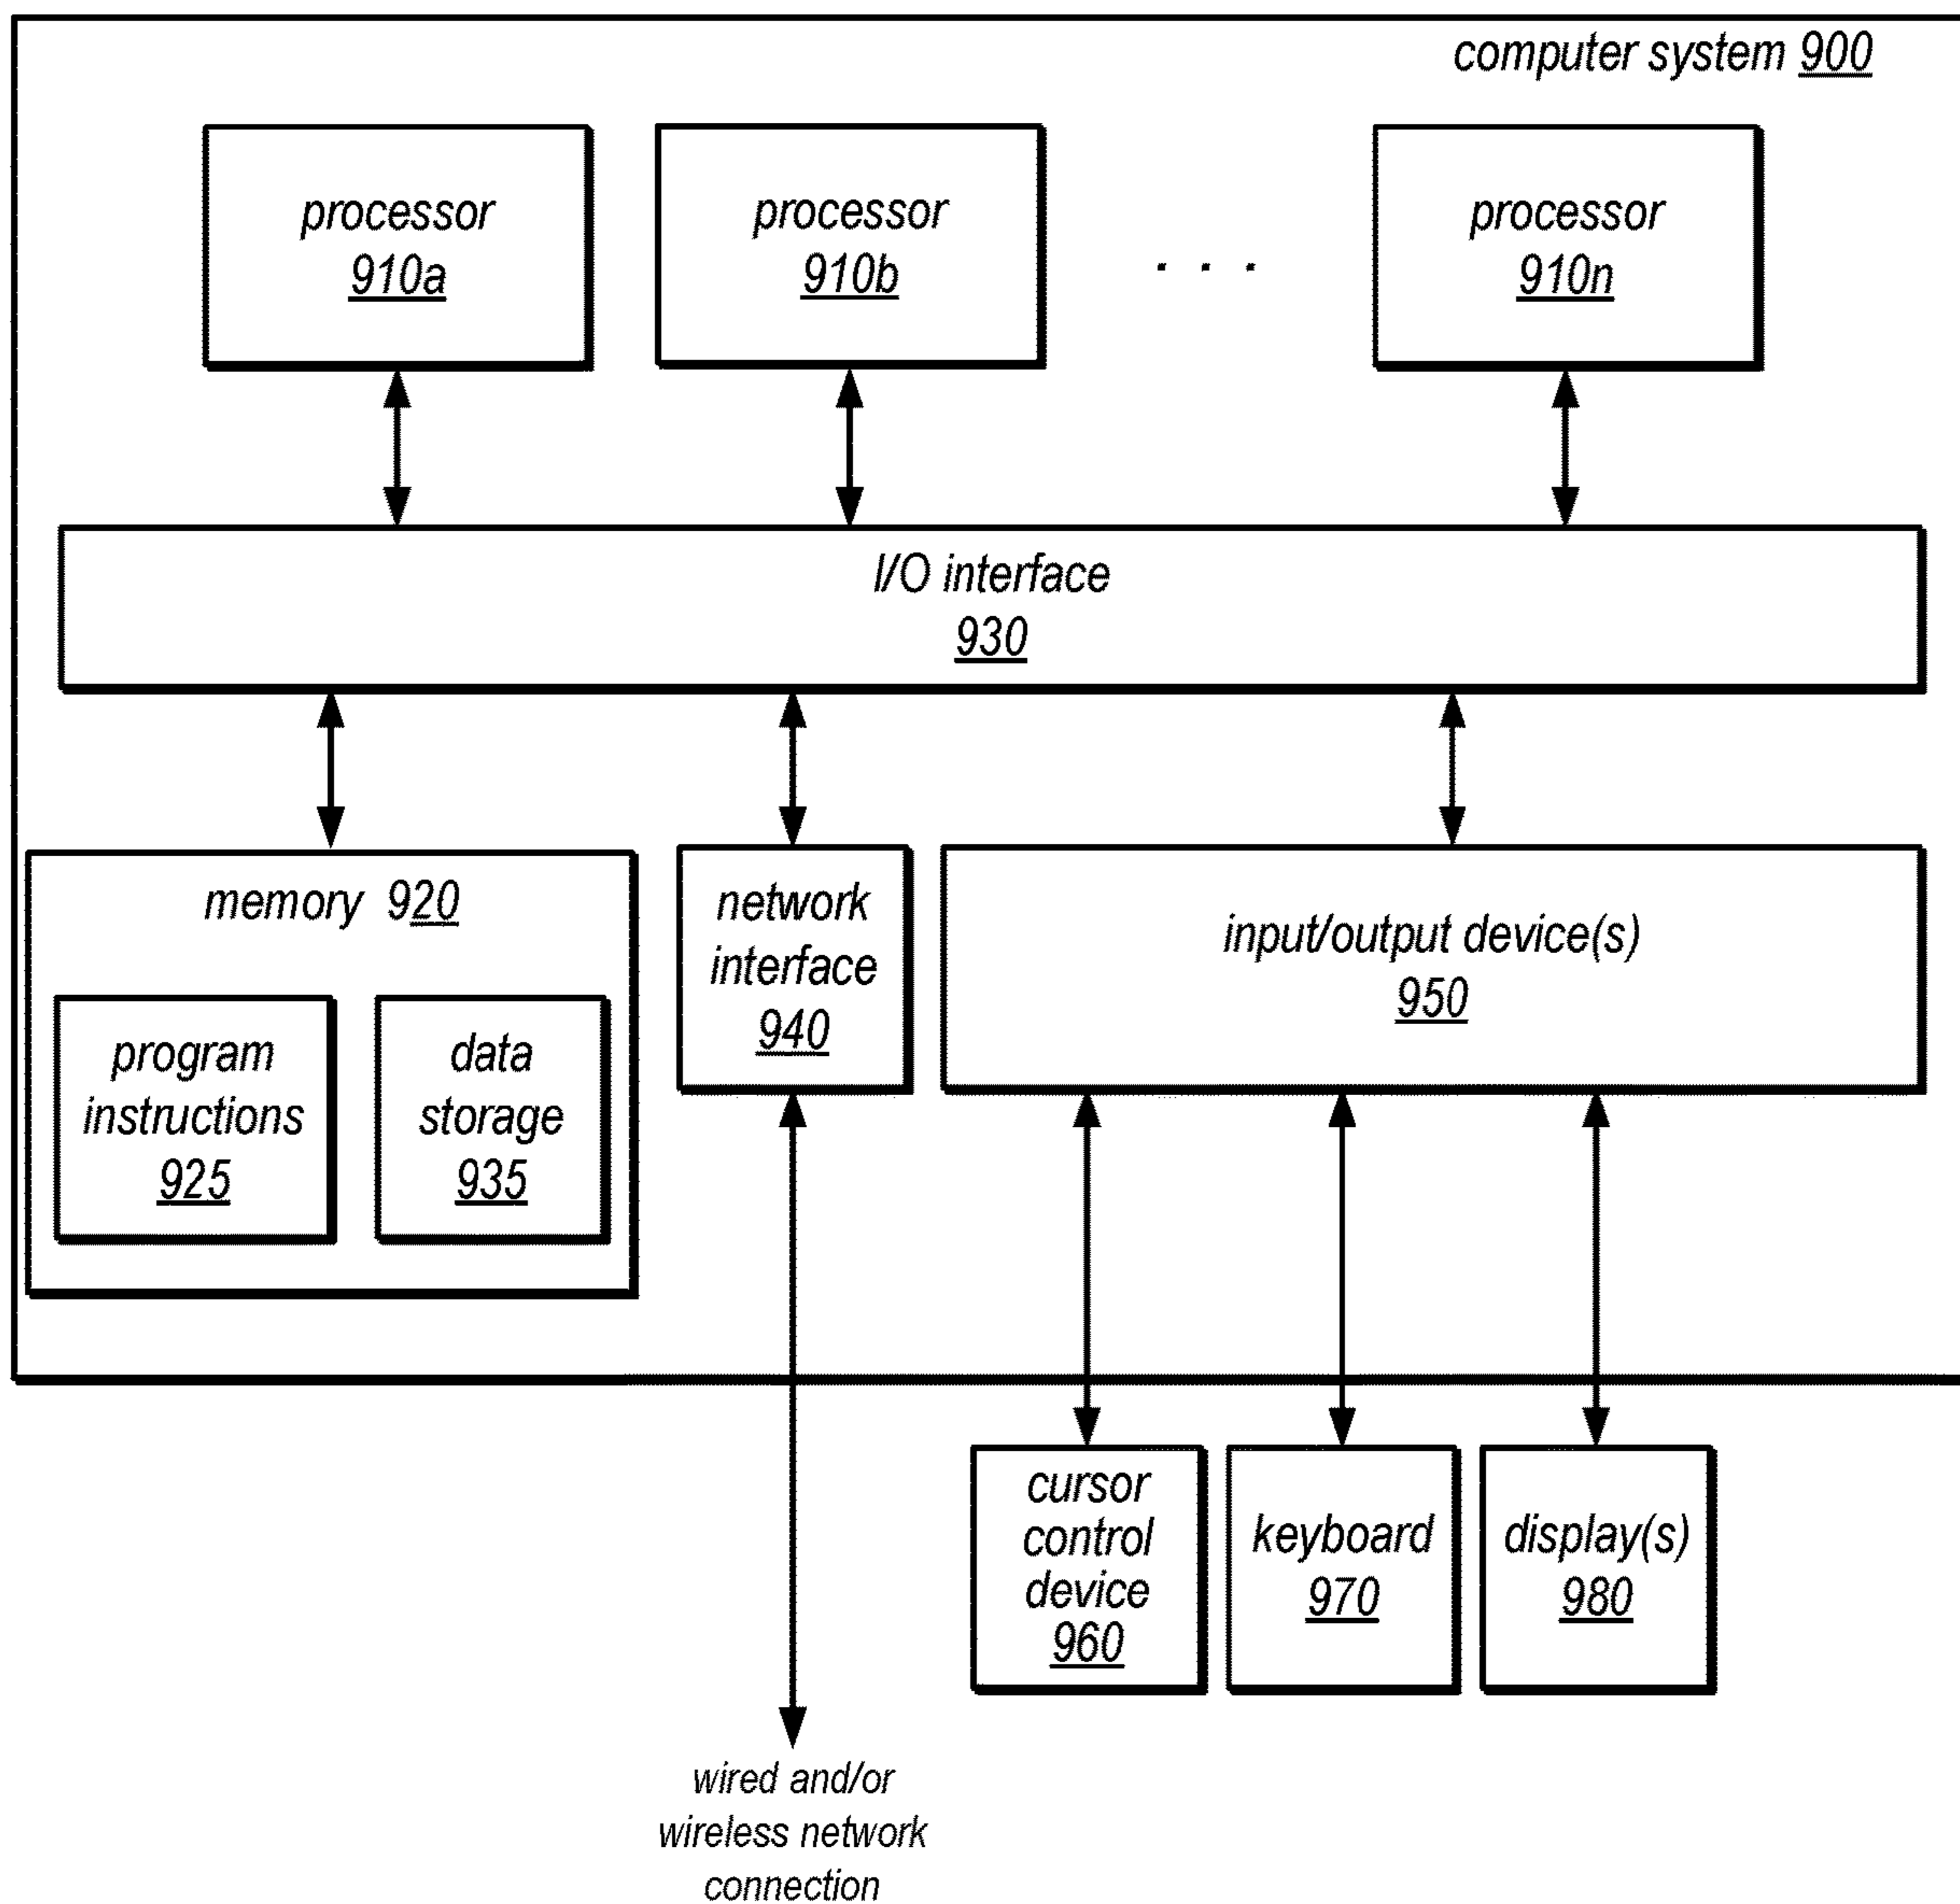 computer system 900
processor
910a
processor
910b
. . .
processor
910n
I/O interface
930
memory 920
program
instructions
925
data
storage
935
network
interface
940
input/output device(s)
950
cursor
control
device
960
keyboard
970
display(s)
980
wired and/or
wireless network
connection